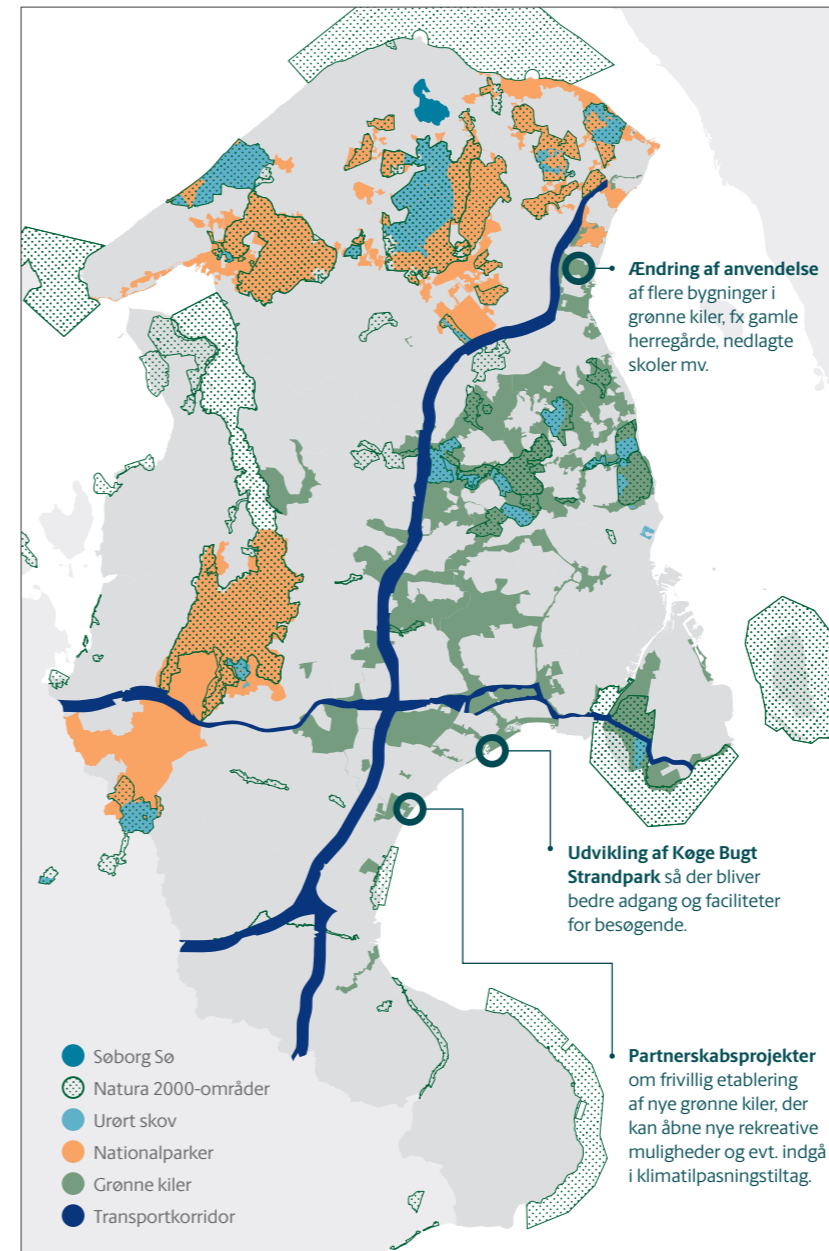 Ændring af anvendelse
af flere bygninger i
grønne kiler, fx gamle
herregårde, nedlagte
skoler mv.
Udvikling af Køge Bugt
Strandpark så der bliver
bedre adgang og faciliteter
for besøgende.
Partnerskabsprojekter
om frivillig etablering
af nye grønne kiler, der
kan åbne nye rekreative
muligheder og evt. indgå
i klimatilpasningstiltag.
Søborg Sø
Natura 2000-områder
Urørt skov
Nationalparker
Grønne kiler
Transportkorridor